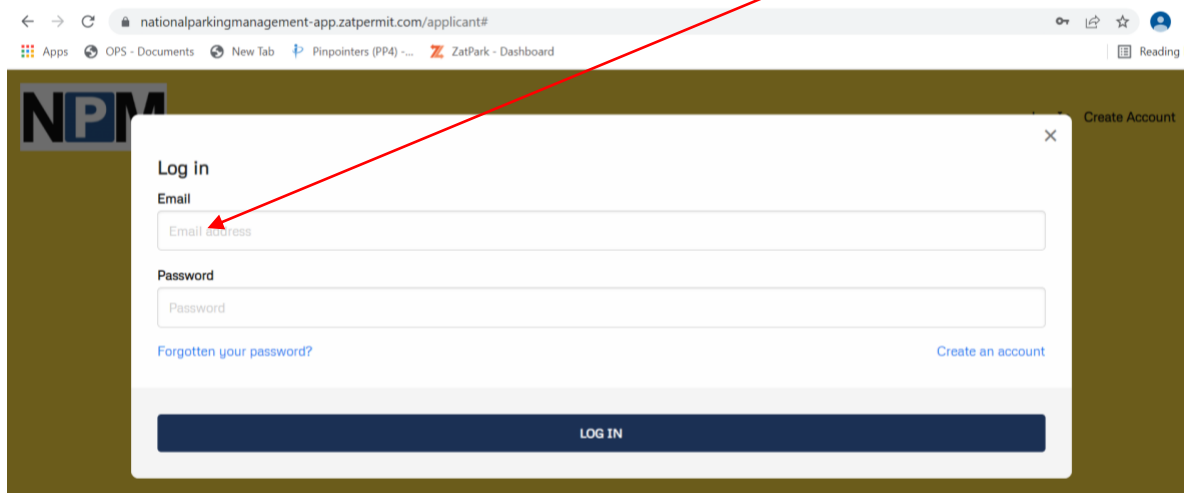 nationalparkingmanagement-app.zatpermit.com/applicant#
Apps OPS - Documents New Tab Pinpointers (PP4) -... ZatPark - Dashboard Reading
NPM
Create Account
Log in
Email
Email address
Password
Password
Forgotten your password? Create an account
LOG IN